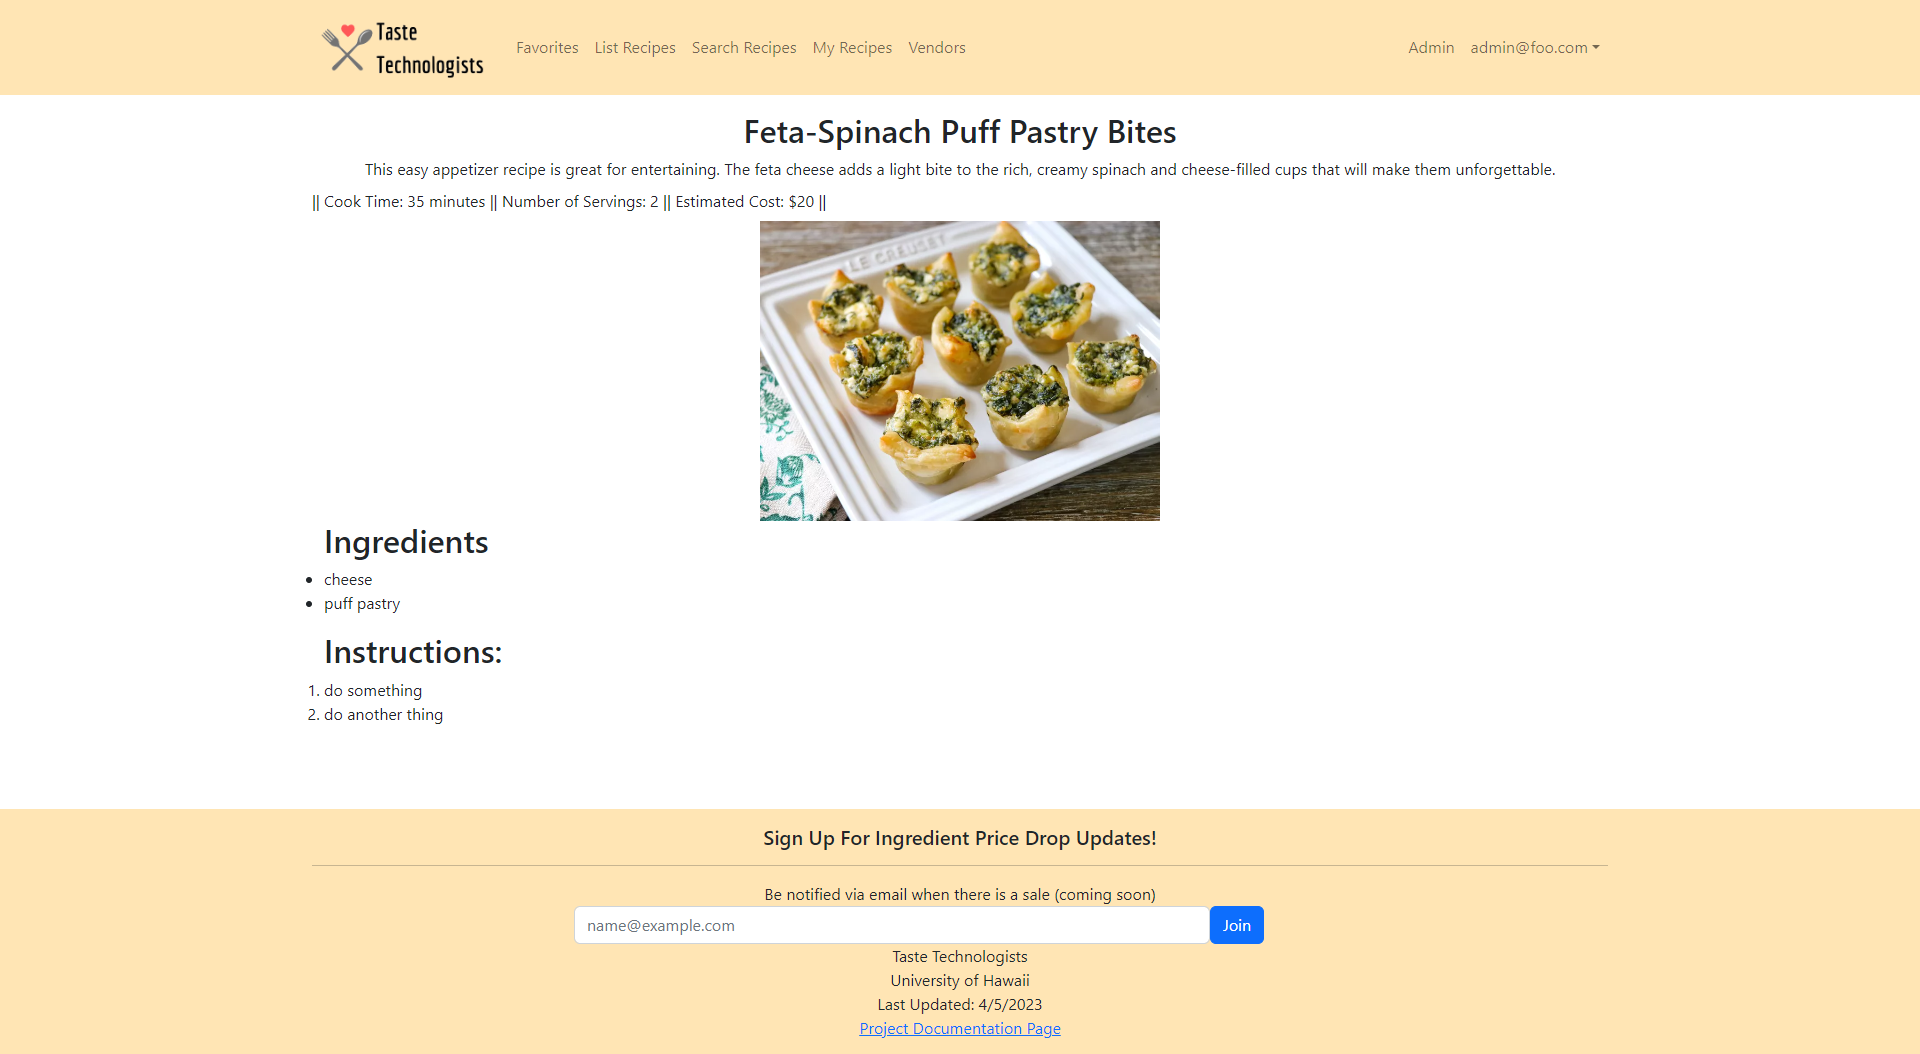 Taste
Technologists
Favorites List Recipes Search Recipes My Recipes Vendors Admin admin@foo.com
Feta-Spinach Puff Pastry Bites
This easy appetizer recipe is great for entertaining. The feta cheese adds a light bite to the rich, creamy spinach and cheese-filled cups that will make them unforgettable.
|| Cook Time: 35 minutes || Number of Servings: 2 || Estimated Cost: $20 ||
LE CREUSET
Ingredients
• cheese
• puff pastry
Instructions:
1. do something
2. do another thing
Sign Up For Ingredient Price Drop Updates!
Be notified via email when there is a sale (coming soon)
name@example.com Join
Taste Technologists
University of Hawaii
Last Updated: 4/5/2023
Project Documentation Page